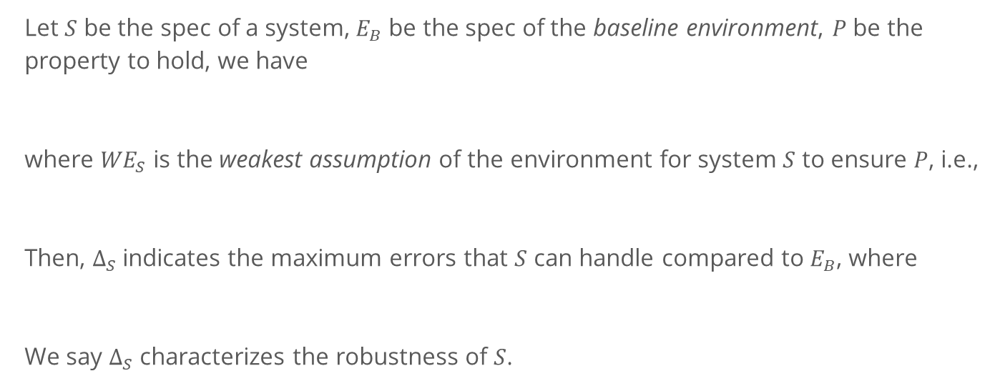 Let S be the spec of a system, E_B be the spec of the baseline environment, P be the
property to hold, we have
where WE_S is the weakest assumption of the environment for system S to ensure P, i.e.,
Then, Δ_S indicates the maximum errors that S can handle compared to E_B, where
We say Δ_S characterizes the robustness of S.